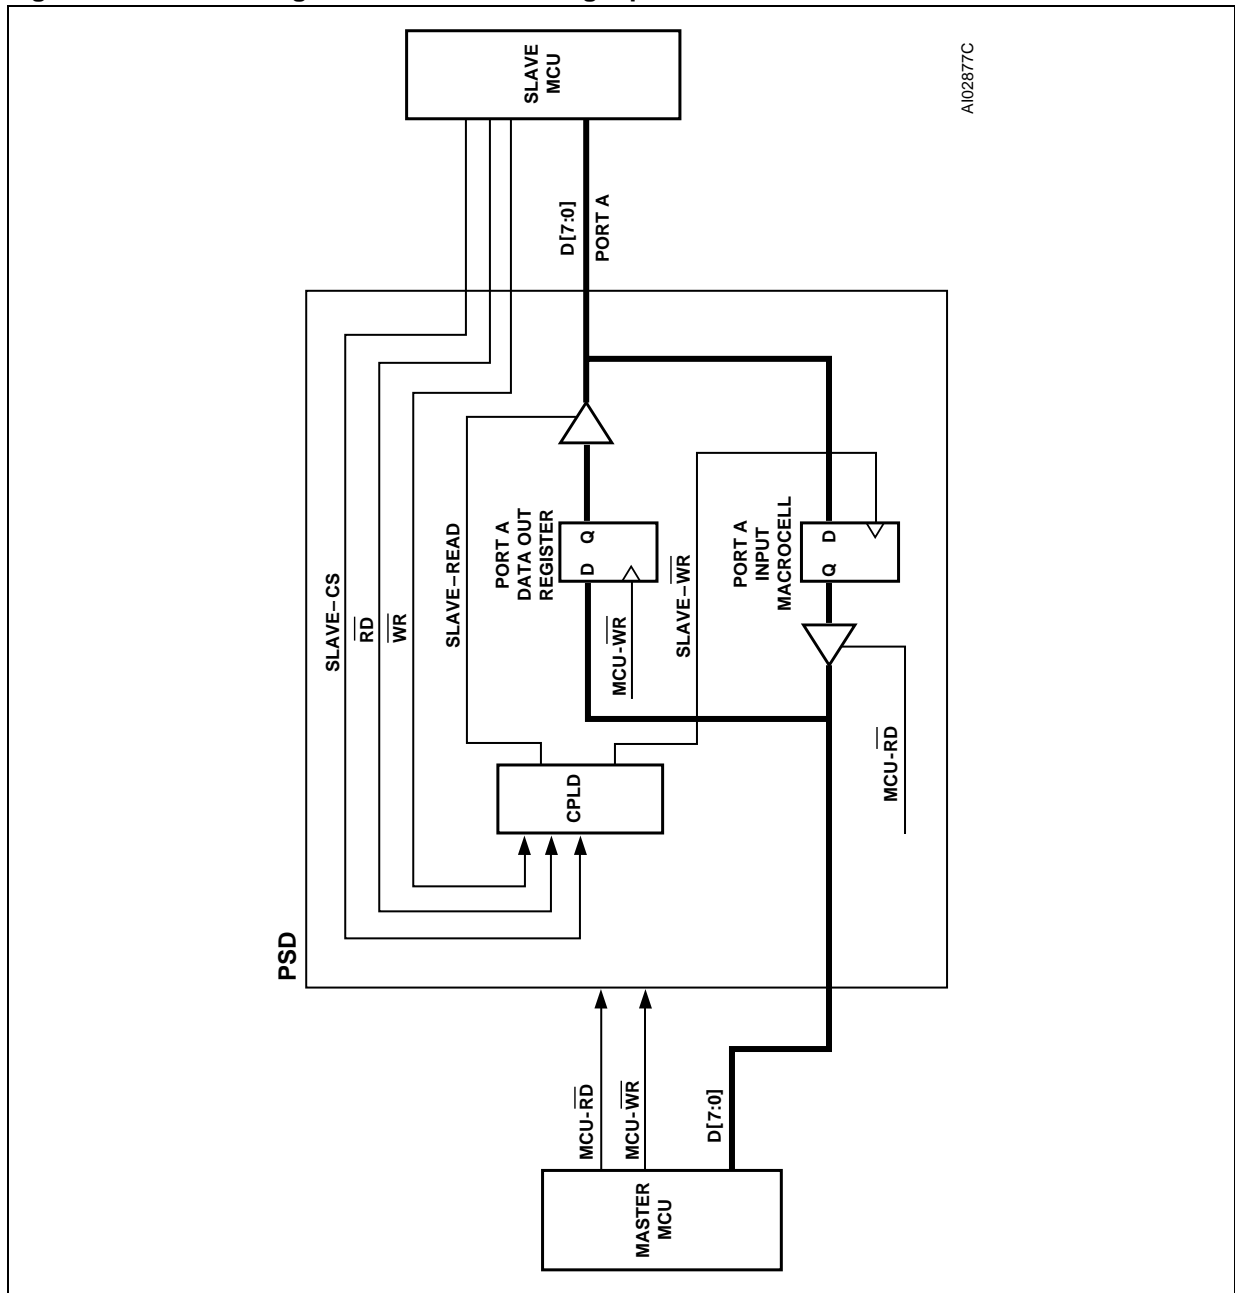 SLAVE
MCU
AI02877C
D[7:0]
PORT A
SLAVE–CS
RD
WR
SLAVE–READ
PORT A
DATA OUT
REGISTER
D Q
MCU-WR
SLAVE–WR
PORT A
INPUT
MACROCELL
Q D
MCU-RD
CPLD
PSD
MCU-RD
MCU-WR
D[7:0]
MASTER
MCU